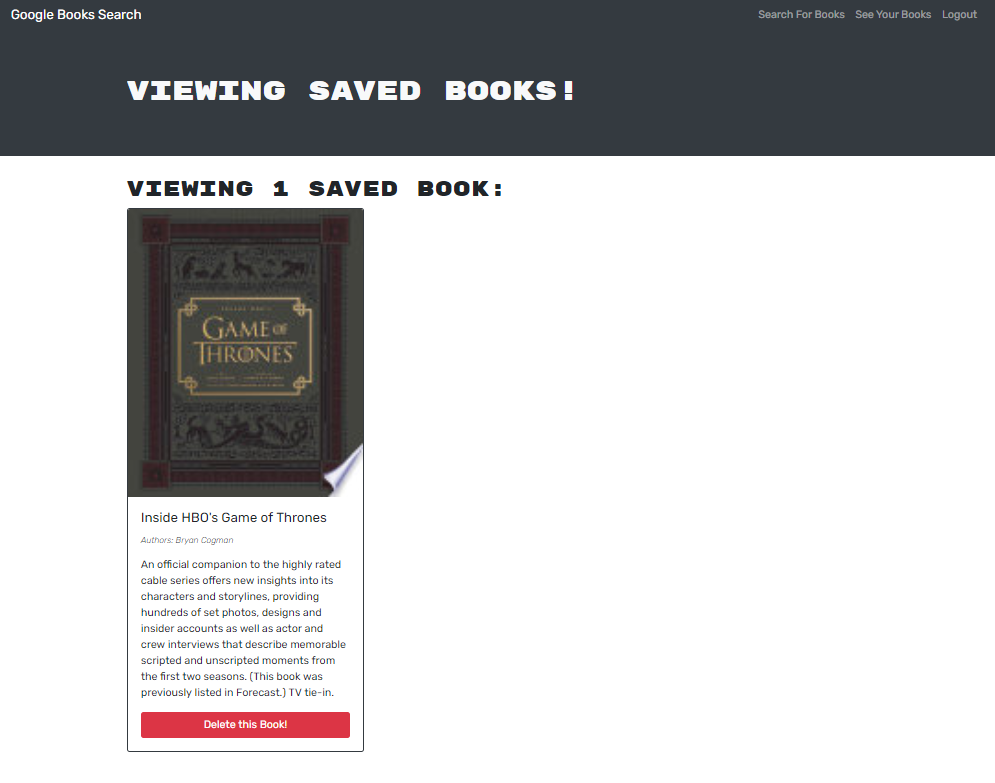 Google Books Search
Search For Books See Your Books Logout
VIEWING SAVED BOOKS!
VIEWING 1 SAVED BOOK:
GAME OF
THRONES
Inside HBO's Game of Thrones
Authors: Bryan Cogman
An official companion to the highly rated
cable series offers new insights into its
characters and storylines, providing
hundreds of set photos, designs and
insider accounts as well as actor and
crew interviews that describe memorable
scripted and unscripted moments from
the first two seasons. (This book was
previously listed in Forecast.) TV tie-in.
Delete this Book!